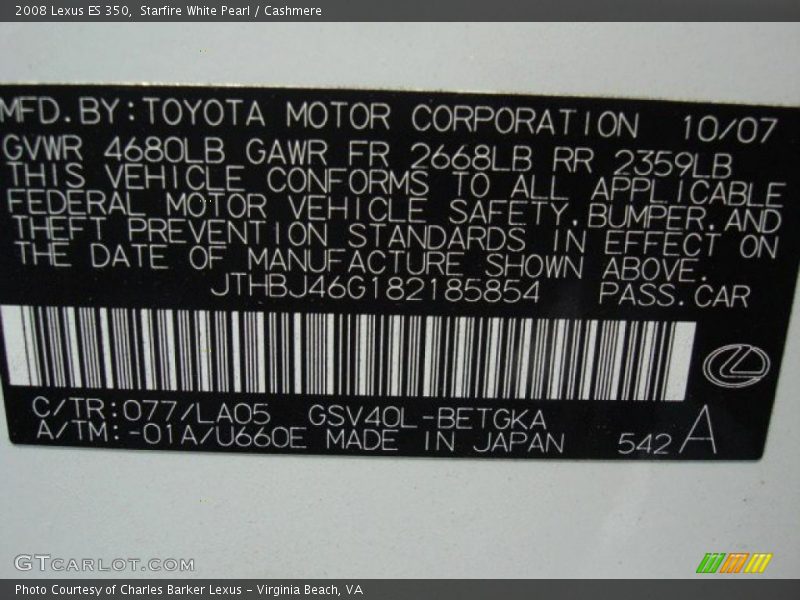 2008 Lexus ES 350, Starfire White Pearl / Cashmere
MFD. BY: TOYOTA MOTOR CORPORATION 10/07
GVWR 4680LB GAWR FR 2668LB RR 2359LB
THIS VEHICLE CONFORMS TO ALL APPLICABLE
FEDERAL MOTOR VEHICLE SAFETY, BUMPER, AND
THEFT PREVENTION STANDARDS IN EFFECT ON
THE DATE OF MANUFACTURE SHOWN ABOVE.
JTHBJ46G182185854 PASS. CAR
C/TR: 077/LA05 GSV40L-BETGKA
A/TM: -01A/U660E MADE IN JAPAN 542 A
GTCarLot.com
Photo Courtesy of Charles Barker Lexus - Virginia Beach, VA